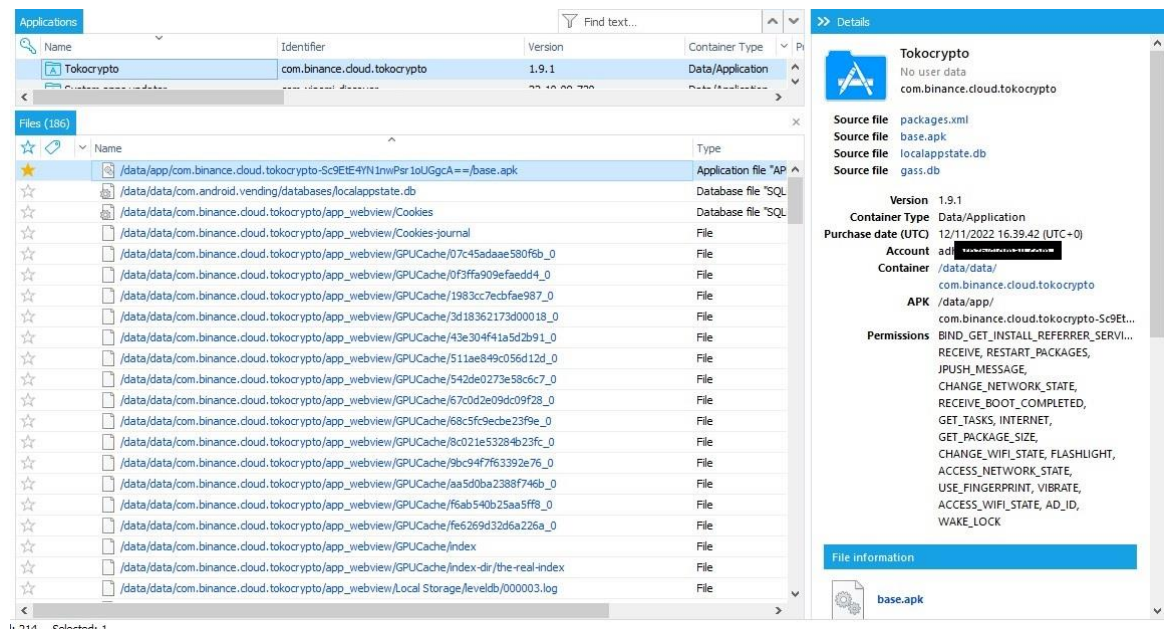 Applications
Find text...
Name Identifier Version Container Type
Tokocrypto com.binance.cloud.tokocrypto 1.9.1 Data/Application
Files (186)
Name Type
/data/app/com.binance.cloud.tokocrypto-Sc9EtE4YN1nwPsr1oUGgcA==/base.apk Application file "AP
/data/data/com.android.vending/databases/localappstate.db Database file "SQL
/data/data/com.binance.cloud.tokocrypto/app_webview/Cookies Database file "SQL
/data/data/com.binance.cloud.tokocrypto/app_webview/Cookies-journal File
/data/data/com.binance.cloud.tokocrypto/app_webview/GPUCache/07c45adaae580f6b_0 File
/data/data/com.binance.cloud.tokocrypto/app_webview/GPUCache/0f3ffa909efaedd4_0 File
/data/data/com.binance.cloud.tokocrypto/app_webview/GPUCache/1983cc7ecbfae987_0 File
/data/data/com.binance.cloud.tokocrypto/app_webview/GPUCache/3d18362173d00018_0 File
/data/data/com.binance.cloud.tokocrypto/app_webview/GPUCache/43e304f41a5d2b91_0 File
/data/data/com.binance.cloud.tokocrypto/app_webview/GPUCache/511ae849c056d12d_0 File
/data/data/com.binance.cloud.tokocrypto/app_webview/GPUCache/542de0273e58c6c7_0 File
/data/data/com.binance.cloud.tokocrypto/app_webview/GPUCache/67c0d2e09dc09f28_0 File
/data/data/com.binance.cloud.tokocrypto/app_webview/GPUCache/68c5fc9ecbe23f9e_0 File
/data/data/com.binance.cloud.tokocrypto/app_webview/GPUCache/8c021e53284b23fc_0 File
/data/data/com.binance.cloud.tokocrypto/app_webview/GPUCache/9bc94f7f63392e76_0 File
/data/data/com.binance.cloud.tokocrypto/app_webview/GPUCache/aa5d0ba2388f746b_0 File
/data/data/com.binance.cloud.tokocrypto/app_webview/GPUCache/f6ab540b25aa5ff8_0 File
/data/data/com.binance.cloud.tokocrypto/app_webview/GPUCache/fe6269d32d6a226a_0 File
/data/data/com.binance.cloud.tokocrypto/app_webview/GPUCache/index File
/data/data/com.binance.cloud.tokocrypto/app_webview/GPUCache/index-dir/the-real-index File
/data/data/com.binance.cloud.tokocrypto/app_webview/Local Storage/leveldb/000003.log File
Selected: 1
Details
Tokocrypto
No user data
com.binance.cloud.tokocrypto
Source file packages.xml
Source file base.apk
Source file localappstate.db
Source file gass.db
Version 1.9.1
Container Type Data/Application
Purchase date (UTC) 12/11/2022 16.39.42 (UTC+0)
Account
Container /data/data/
com.binance.cloud.tokocrypto
APK /data/app/
com.binance.cloud.tokocrypto-Sc9Et...
Permissions BIND_GET_INSTALL_REFERRER_SERVI...
RECEIVE, RESTART_PACKAGES,
JPUSH_MESSAGE,
CHANGE_NETWORK_STATE,
RECEIVE_BOOT_COMPLETED,
GET_TASKS, INTERNET,
GET_PACKAGE_SIZE,
CHANGE_WIFI_STATE, FLASHLIGHT,
ACCESS_NETWORK_STATE,
USE_FINGERPRINT, VIBRATE,
ACCESS_WIFI_STATE, AD_ID,
WAKE_LOCK
File information
base.apk